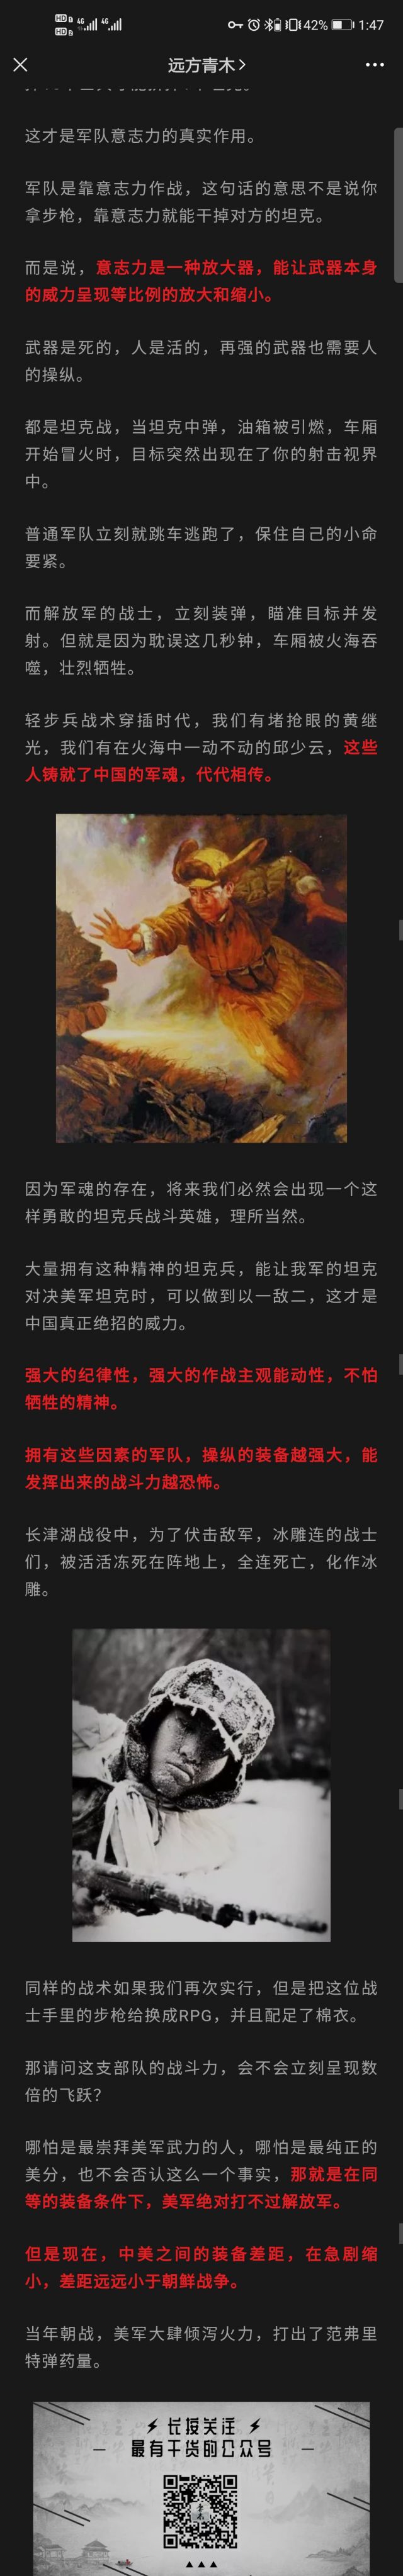 HD 1 4G 4G 42% 1:47
HD 2
远方青木
这才是军队意志力的真实作用。
军队是靠意志力作战，这句话的意思不是说你
拿步枪，靠意志力就能干掉对方的坦克。
而是说，意志力是一种放大器，能让武器本身
的威力呈现等比例的放大和缩小。
武器是死的，人是活的，再强的武器也需要人
的操纵。
都是坦克战，当坦克中弹，油箱被引燃，车厢
开始冒火时，目标突然出现在了你的射击视界
中。
普通军队立刻就跳车逃跑了，保住自己的小命
要紧。
而解放军的战士，立刻装弹，瞄准目标并发
射。但就是因为耽误这几秒钟，车厢被火海吞
噬，壮烈牺牲。
轻步兵战术穿插时代，我们有堵抢眼的黄继
光，我们有在火海中一动不动的邱少云，这些
人铸就了中国的军魂，代代相传。
因为军魂的存在，将来我们必然会出现一个这
样勇敢的坦克兵战斗英雄，理所当然。
大量拥有这种精神的坦克兵，能让我军的坦克
对决美军坦克时，可以做到以一敌二，这才是
中国真正绝招的威力。
强大的纪律性，强大的作战主观能动性，不怕
牺牲的精神。
拥有这些因素的军队，操纵的装备越强大，能
发挥出来的战斗力越恐怖。
长津湖战役中，为了伏击敌军，冰雕连的战士
们，被活活冻死在阵地上，全连死亡，化作冰
雕。
同样的战术如果我们再次实行，但是把这位战
士手里的步枪给换成RPG，并且配足了棉衣。
那请问这支部队的战斗力，会不会立刻呈现数
倍的飞跃？
哪怕是最崇拜美军武力的人，哪怕是最纯正的
美分，也不会否认这么一个事实，那就是在同
等的装备条件下，美军绝对打不过解放军。
但是现在，中美之间的装备差距，在急剧缩
小，差距远远小于朝鲜战争。
当年朝战，美军大肆倾泻火力，打出了范弗里
特弹药量。
长按关注
最有干货的公众号